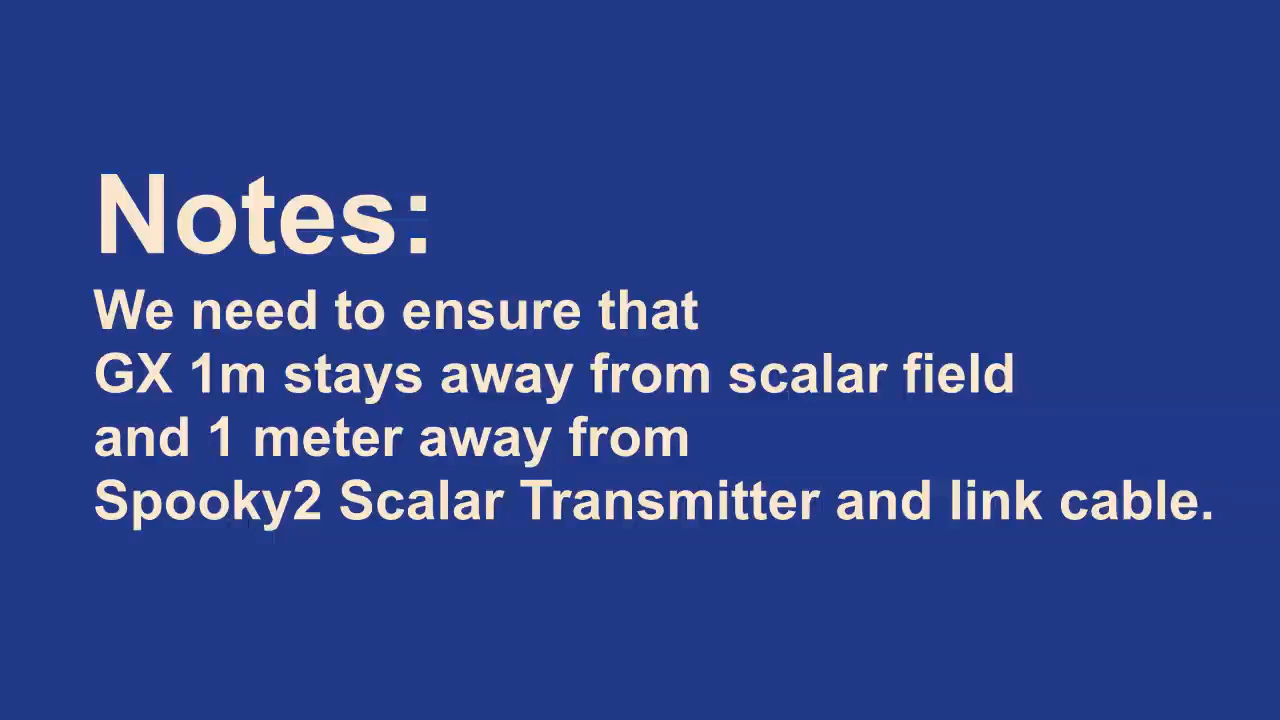 Notes:
We need to ensure that
GX 1m stays away from scalar field
and 1 meter away from
Spooky2 Scalar Transmitter and link cable.